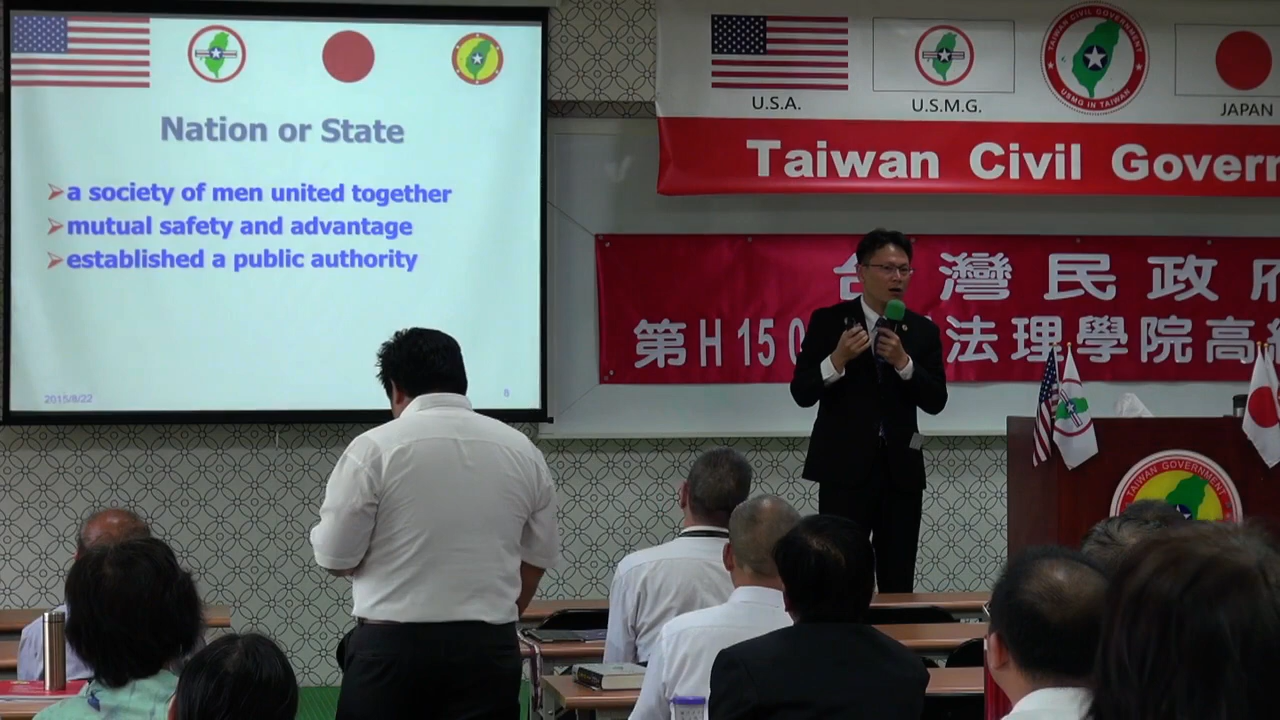 Nation or State
a society of men united together
mutual safety and advantage
established a public authority
2015/8/22
8
U.S.A.
U.S.M.G.
TAIWAN CIVIL GOVERNMENT
USMG IN TAIWAN
JAPAN
Taiwan Civil Govern
台灣民政府
第H150 法理學院高
TAIWAN GOVERNMENT